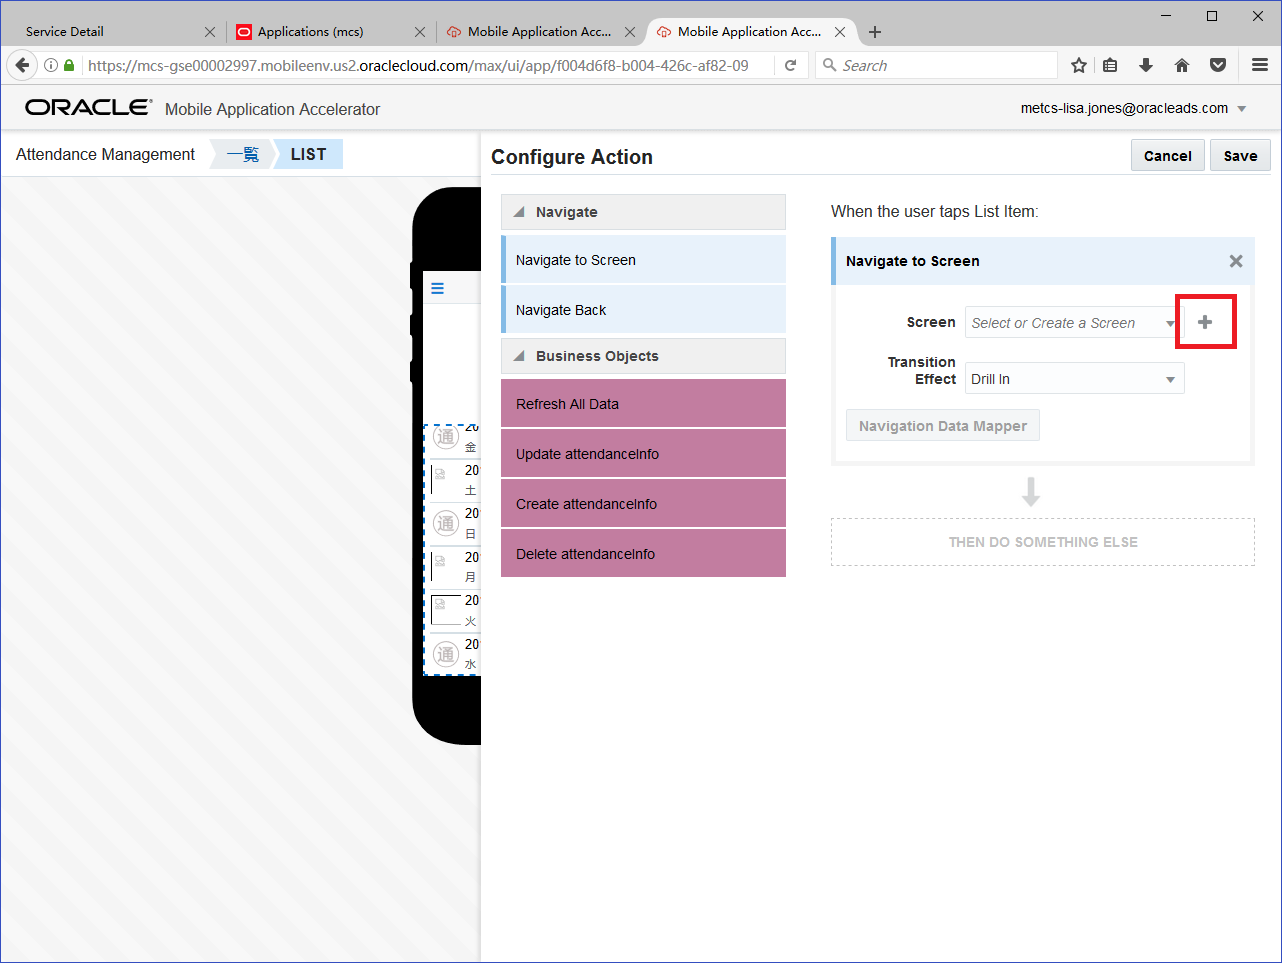 Service Detail
Applications (mcs)
Mobile Application Acc...
Mobile Application Acc...
https://mcs-gse00002997.mobileenv.us2.oraclecloud.com/max/ui/app/f004d6f8-b004-426c-af82-09
Search
ORACLE Mobile Application Accelerator
metcs-lisa.jones@oracleads.com
Attendance Management
一覧
LIST
Configure Action
Cancel
Save
Navigate
Navigate to Screen
Navigate Back
Business Objects
Refresh All Data
Update attendanceInfo
Create attendanceInfo
Delete attendanceInfo
When the user taps List Item:
Navigate to Screen
Screen
Select or Create a Screen
Transition
Effect
Drill In
Navigation Data Mapper
THEN DO SOMETHING ELSE
通
20
金
20
土
通
20
日
20
月
20
火
通
20
水